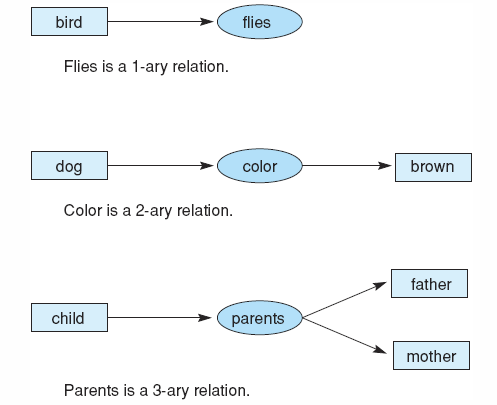 bird flies
Flies is a 1-ary relation.
dog color brown
Color is a 2-ary relation.
father
child parents
mother
Parents is a 3-ary relation.